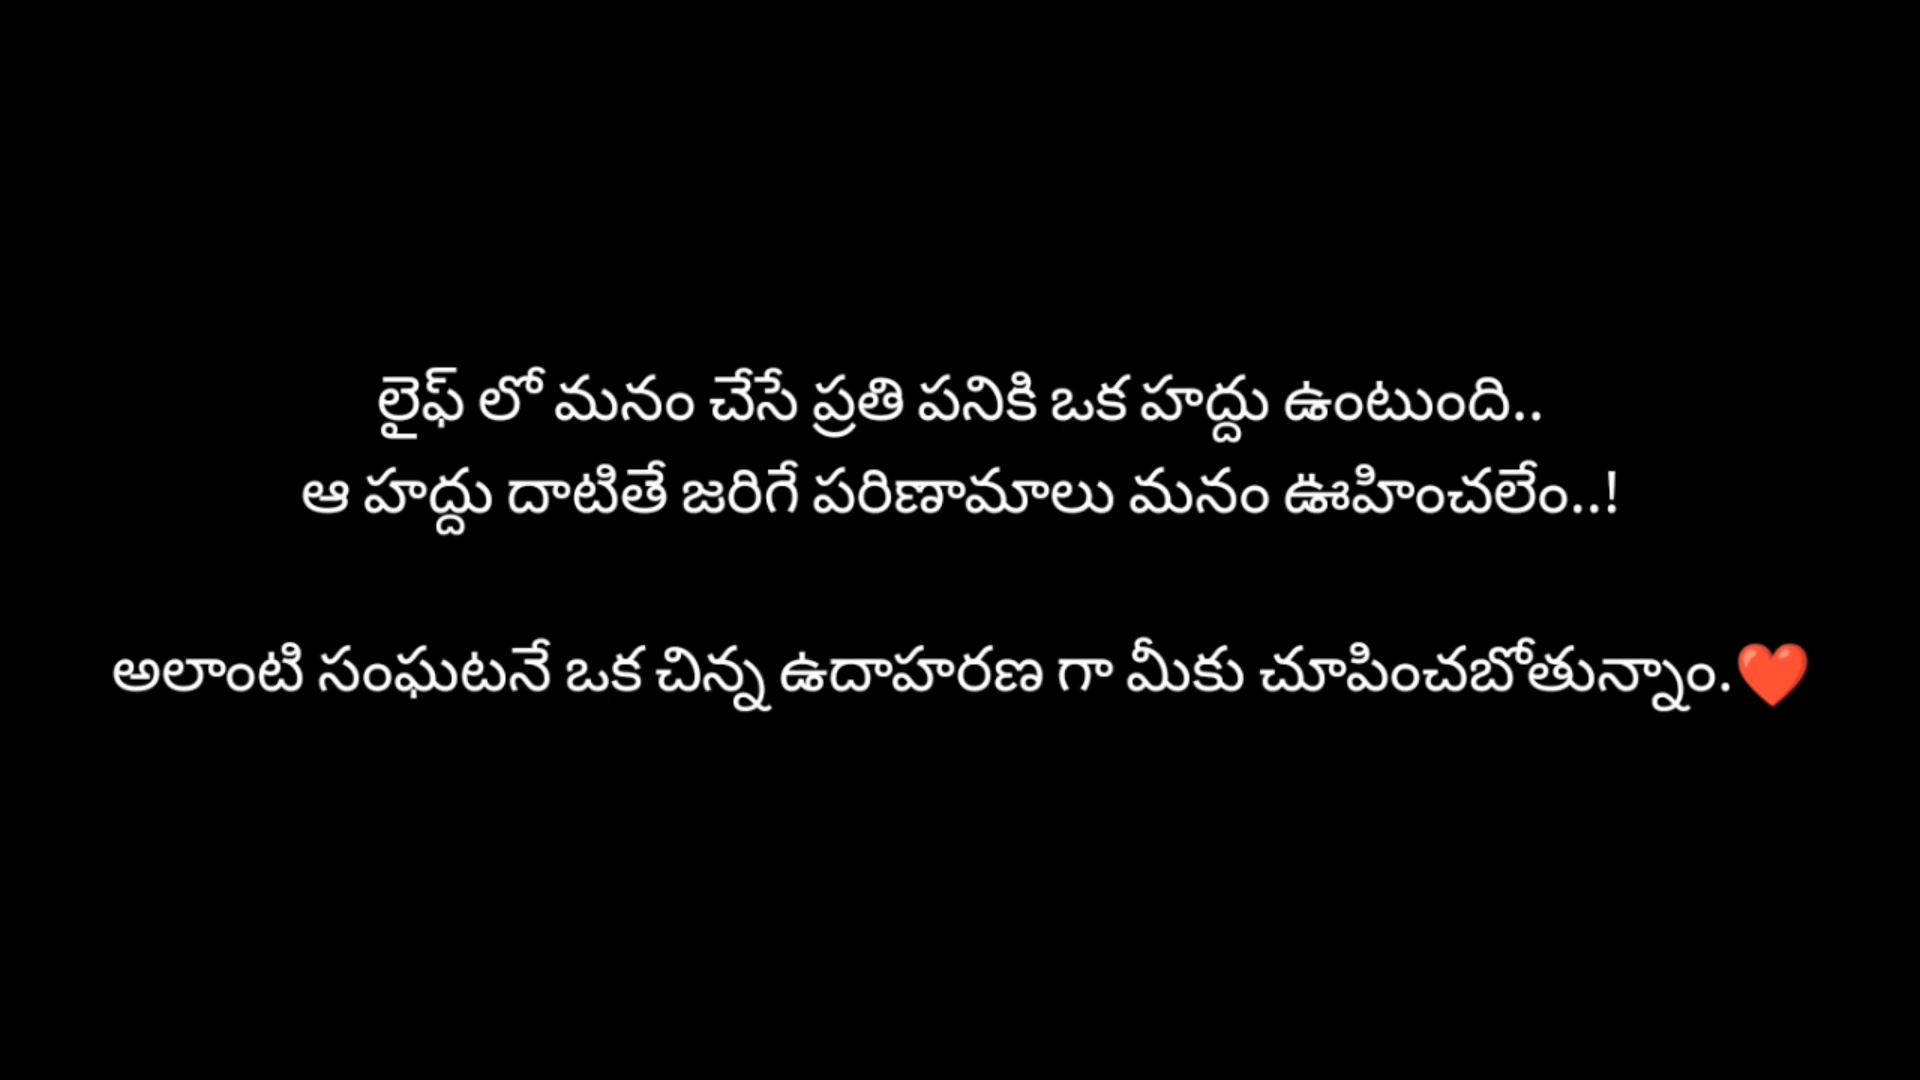 లైఫ్ లో మనం చేసే ప్రతి పనికి ఒక హద్దు ఉంటుంది..
ఆ హద్దు దాటితే జరిగే పరిణామాలు మనం ఊహించలేం..!
అలాంటి సంఘటనే ఒక చిన్న ఉదాహరణ గా మీకు చూపించబోతున్నాం.❤️